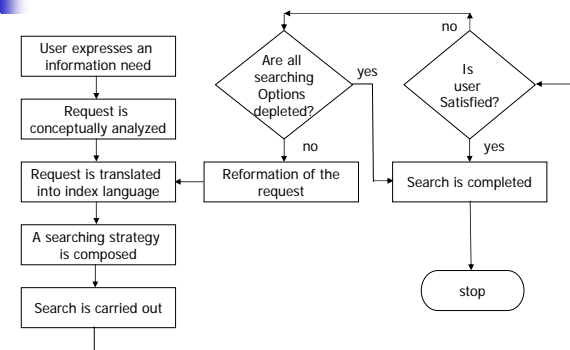 User expresses an
information need
Request is
conceptually analyzed
Request is translated
into index language
A searching strategy
is composed
Search is carried out
Are all
searching
Options
depleted?
yes
no
Reformation of the
request
no
Is
user
Satisfied?
yes
Search is completed
stop